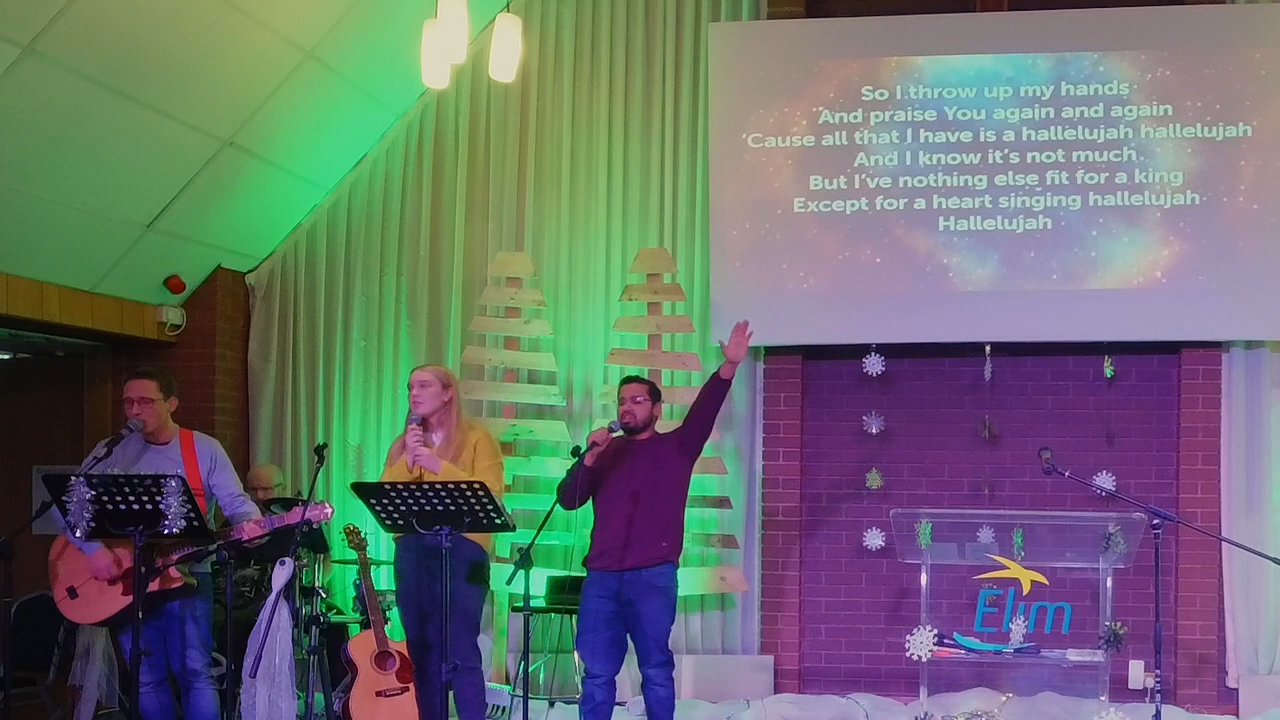 So I throw up my hands
And praise You again and again
'Cause all that I have is a hallelujah hallelujah
And I know it's not much
But I've nothing else fit for a king
Except for a heart singing hallelujah
Hallelujah
Elim